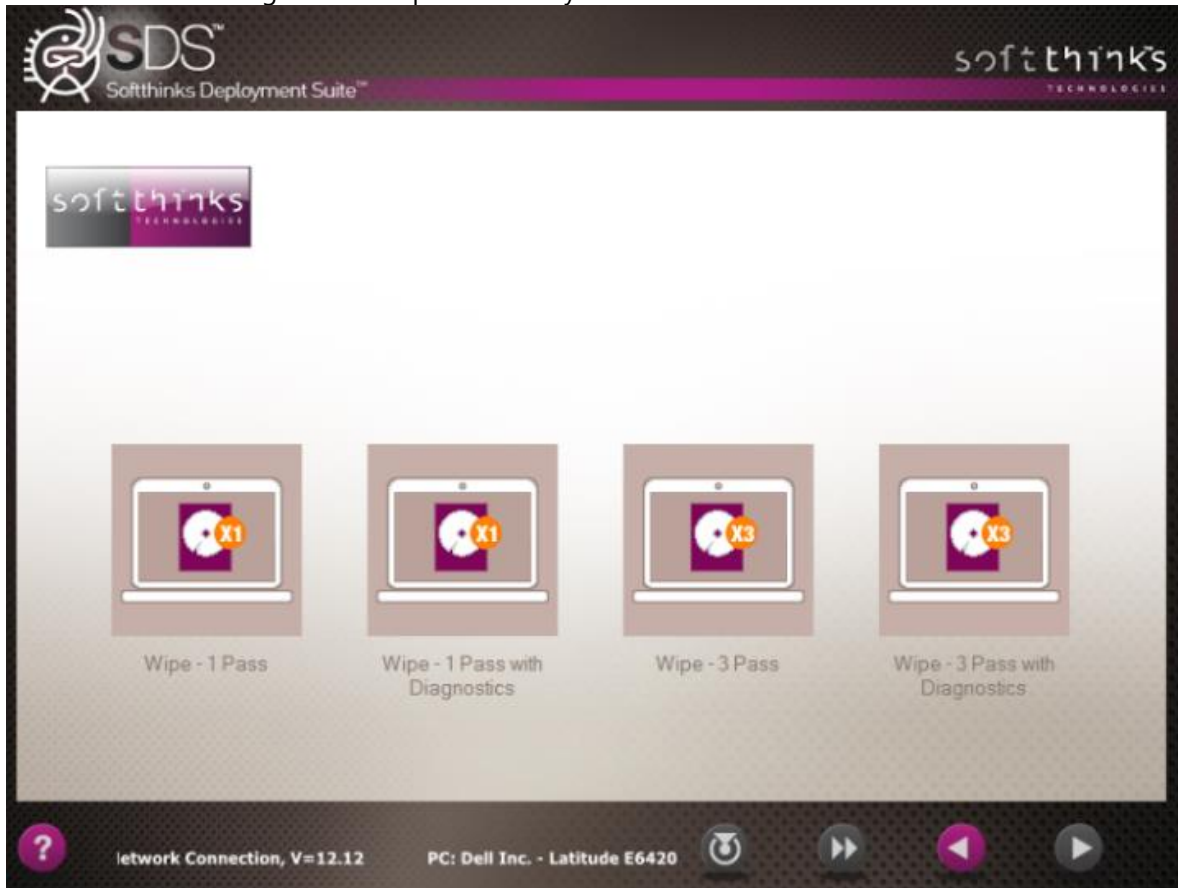 SDS™
Softthinks Deployment Suite™
softthinks
TECHNOLOGIES
softthinks
TECHNOLOGIES
X1
X1
X3
X3
Wipe - 1 Pass
Wipe - 1 Pass with
Diagnostics
Wipe - 3 Pass
Wipe - 3 Pass with
Diagnostics
?
etwork Connection, V=12.12
PC: Dell Inc. - Latitude E6420